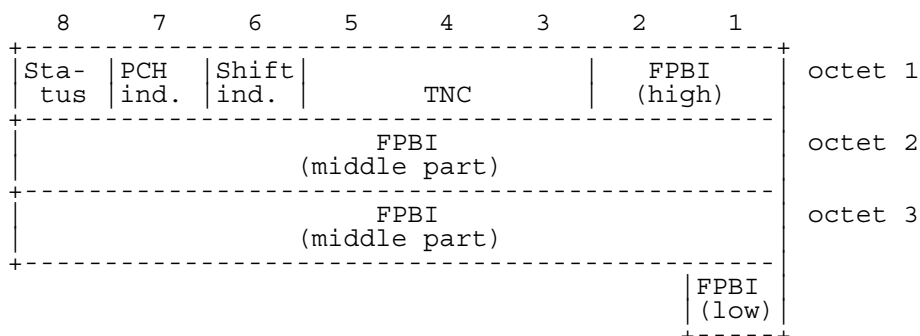 8 7 6 5 4 3 2 1
Sta- PCH Shift FPBI octet 1
tus ind. ind. TNC (high)
FPBI octet 2
(middle part)
FPBI octet 3
(middle part)
FPBI
(low)